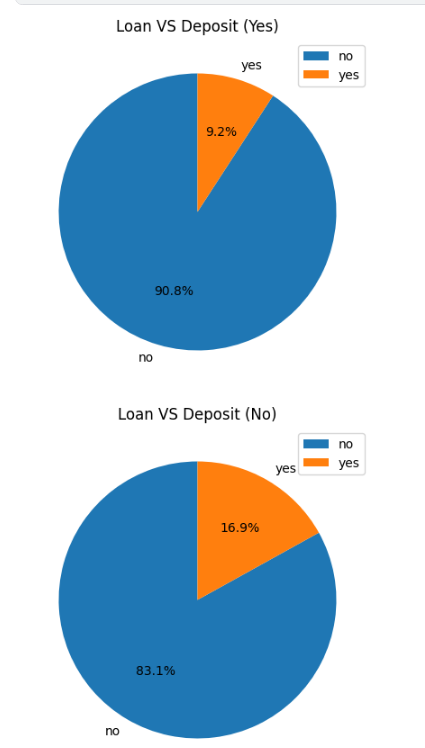 Loan VS Deposit (Yes)
no
yes
yes
9.2%
90.8%
no
Loan VS Deposit (No)
no
yes
yes
16.9%
83.1%
no